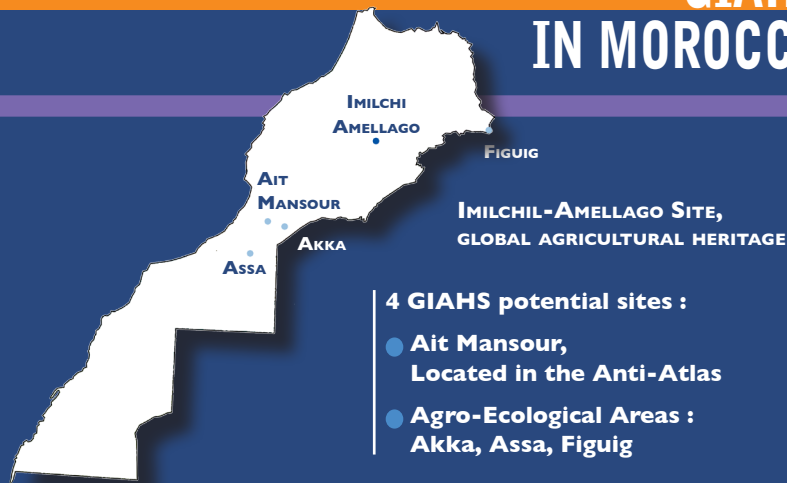 GIAH
IN MOROCC
Imilchi
Amellago
Figuig
Ait
Mansour
Akka
Assa
Imilchil-Amellago Site,
global agricultural heritage
4 GIAHS potential sites :
Ait Mansour,
Located in the Anti-Atlas
Agro-Ecological Areas :
Akka, Assa, Figuig